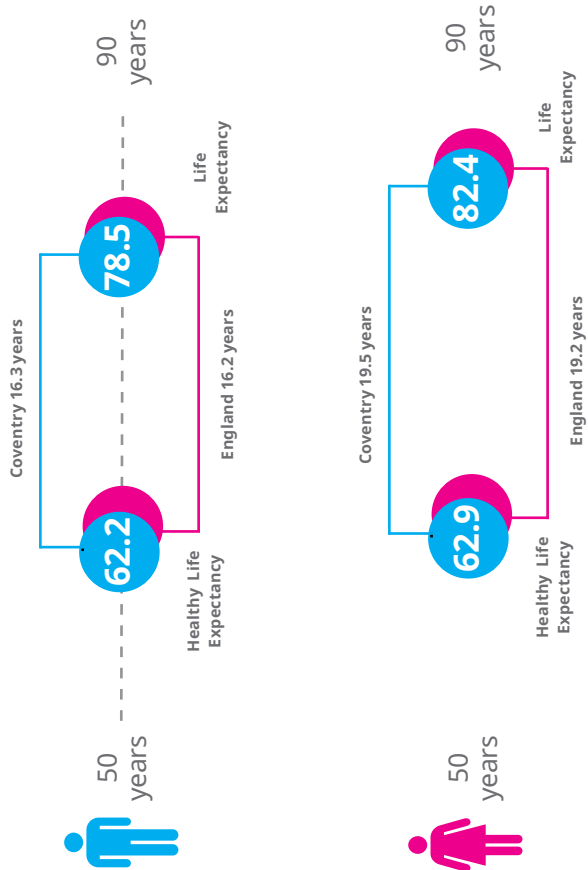 Coventry 16.3 years
50
years
62.2
78.5
90
years
Healthy Life
Expectancy
England 16.2 years
Life
Expectancy
Coventry 19.5 years
50
years
62.9
82.4
90
years
Healthy Life
Expectancy
England 19.2 years
Life
Expectancy